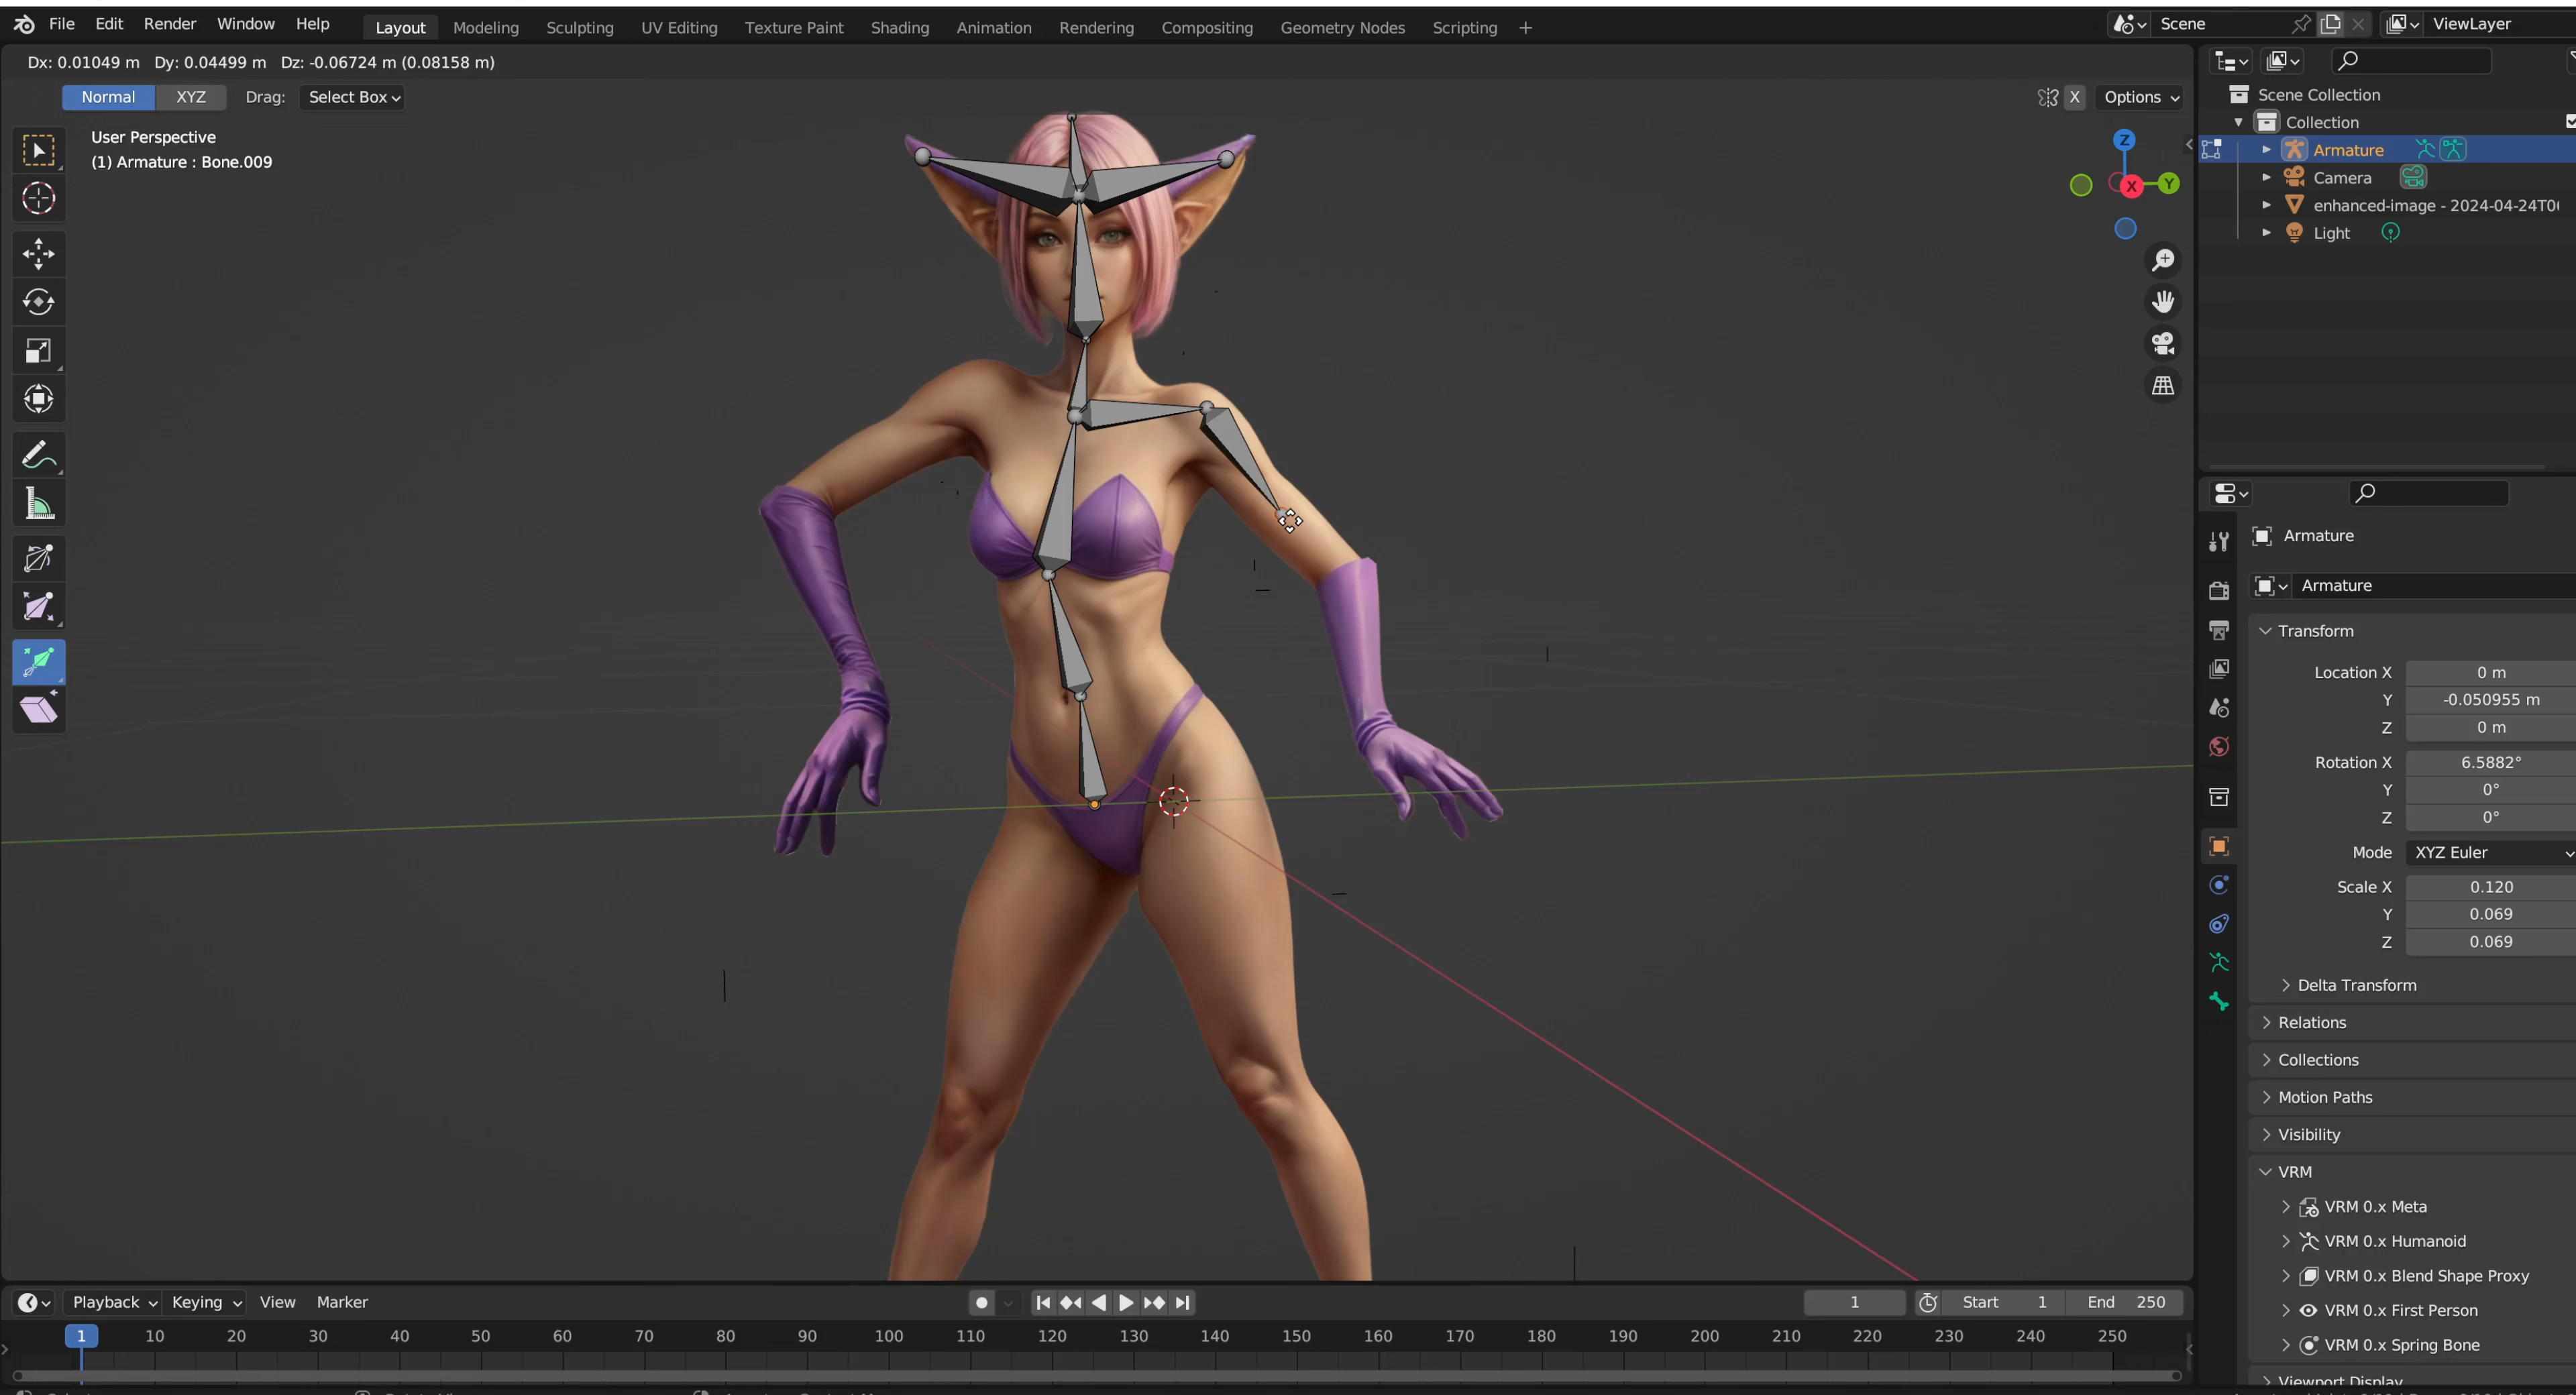 File Edit Render Window Help Layout Modeling Sculpting UV Editing Texture Paint Shading Animation Rendering Compositing Geometry Nodes Scripting + Scene ViewLayer
Dx: 0.01049 m Dy: 0.04499 m Dz: -0.06724 m (0.08158 m)
Normal XYZ Drag: Select Box X Options
User Perspective
(1) Armature : Bone.009
Z
X
Y
Scene Collection
Collection
Armature
Camera
enhanced-image - 2024-04-24T0
Light
Armature
Armature
Transform
Location X 0 m
Y -0.050955 m
Z 0 m
Rotation X 6.5882°
Y 0°
Z 0°
Mode XYZ Euler
Scale X 0.120
Y 0.069
Z 0.069
Delta Transform
Relations
Collections
Motion Paths
Visibility
VRM
VRM 0.x Meta
VRM 0.x Humanoid
VRM 0.x Blend Shape Proxy
VRM 0.x First Person
VRM 0.x Spring Bone
Viewport Display
Playback Keying View Marker 1 Start 1 End 250
1 10 20 30 40 50 60 70 80 90 100 110 120 130 140 150 160 170 180 190 200 210 220 230 240 250